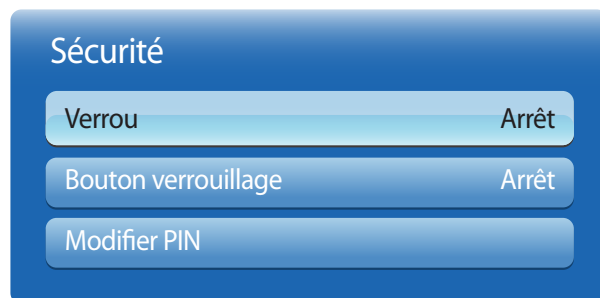 Sécurité
Verrou Arrêt
Bouton verrouillage Arrêt
Modifier PIN